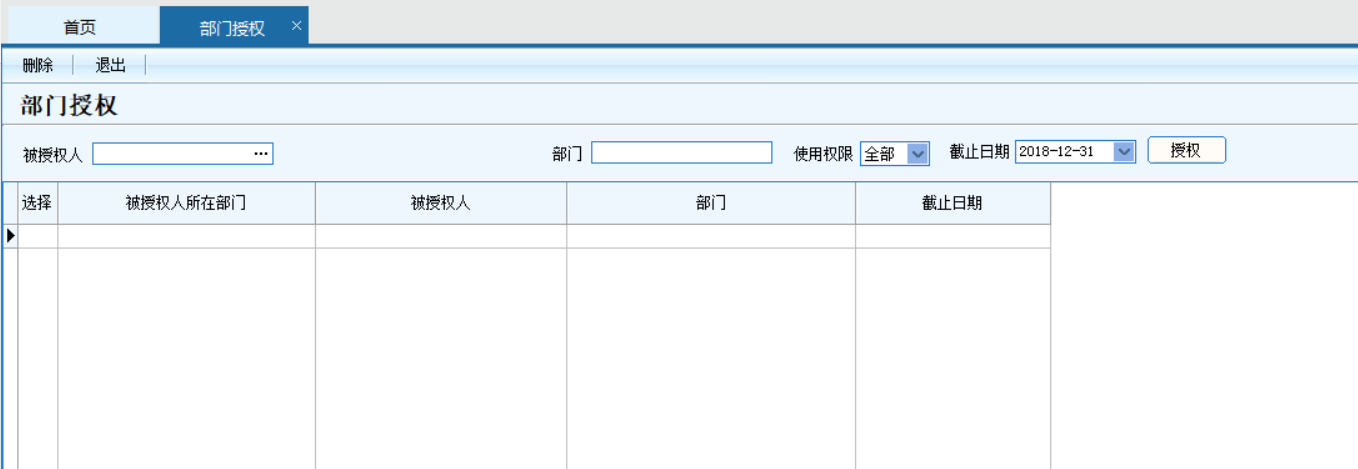 首页 部门授权 ×
删除 退出
部门授权
被授权人 ... 部门 使用权限 全部 截止日期 2018-12-31 授权
选择 被授权人所在部门 被授权人 部门 截止日期